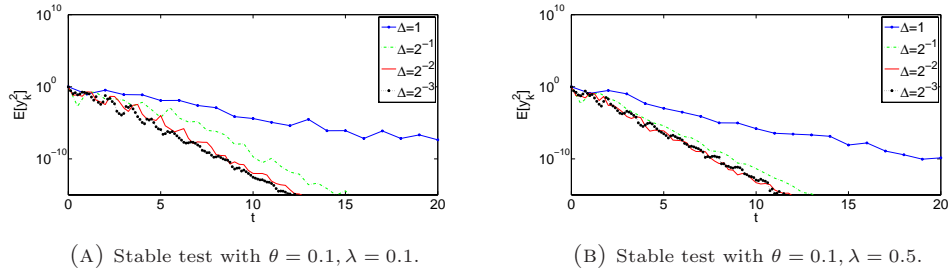 10^10
10^0
10^-10
E[y_k^2]
0 5 10 15 20
t
Δ=1
Δ=2^-1
Δ=2^-2
Δ=2^-3
(A) Stable test with θ = 0.1, λ = 0.1.
10^10
10^0
10^-10
E[y_k^2]
0 5 10 15 20
t
Δ=1
Δ=2^-1
Δ=2^-2
Δ=2^-3
(B) Stable test with θ = 0.1, λ = 0.5.